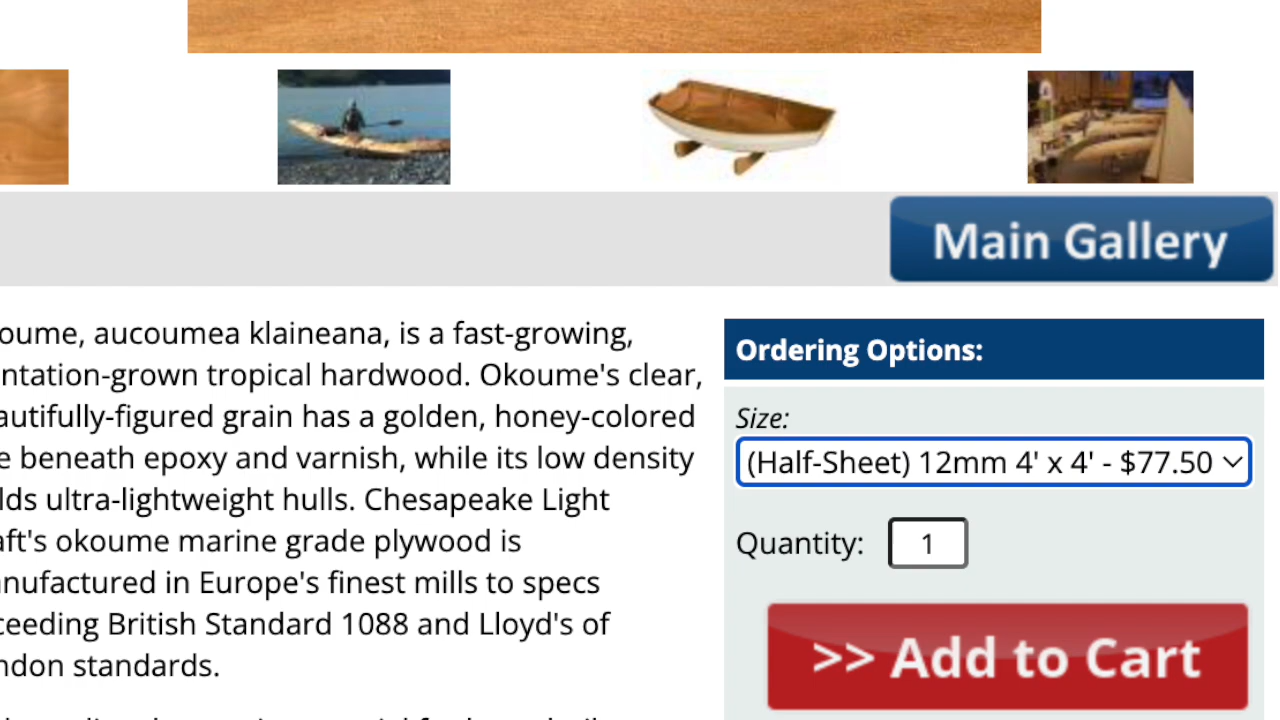 Main Gallery
oume, aucoumea klaineana, is a fast-growing,
ntation-grown tropical hardwood. Okoume's clear,
autifully-figured grain has a golden, honey-colored
e beneath epoxy and varnish, while its low density
lds ultra-lightweight hulls. Chesapeake Light
aft's okoume marine grade plywood is
nufactured in Europe's finest mills to specs
ceeding British Standard 1088 and Lloyd's of
ndon standards.
Ordering Options:
Size:
(Half-Sheet) 12mm 4' x 4' - $77.50
Quantity: 1
>> Add to Cart